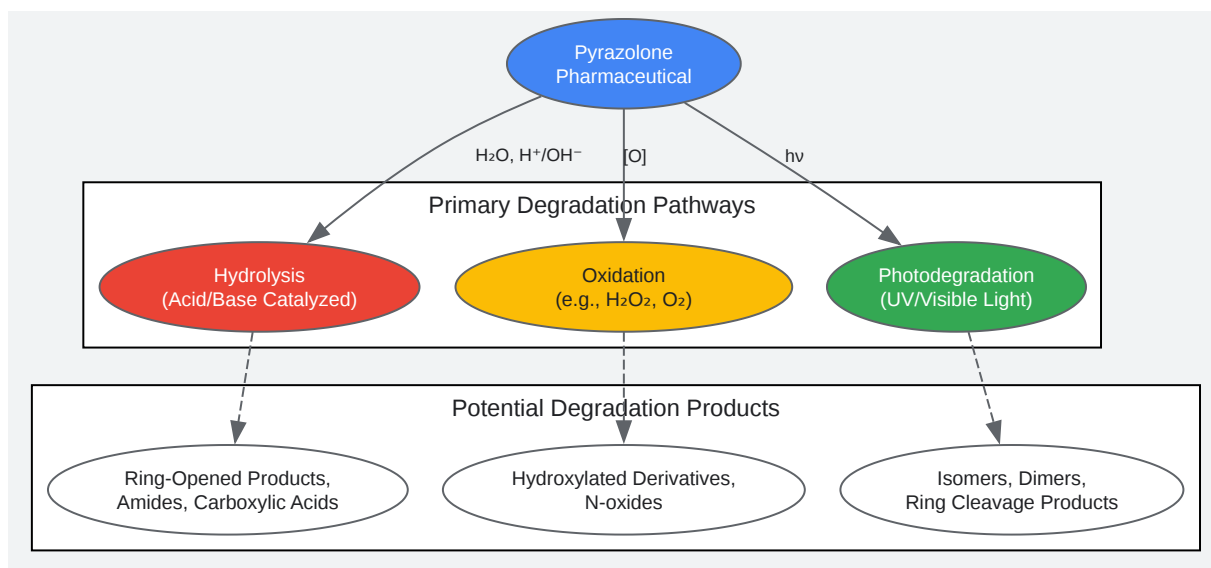 Pyrazolone
Pharmaceutical
H₂O, H⁺/OH⁻
[O]
hν
Primary Degradation Pathways
Hydrolysis
(Acid/Base Catalyzed)
Oxidation
(e.g., H₂O₂, O₂)
Photodegradation
(UV/Visible Light)
Potential Degradation Products
Ring-Opened Products,
Amides, Carboxylic Acids
Hydroxylated Derivatives,
N-oxides
Isomers, Dimers,
Ring Cleavage Products